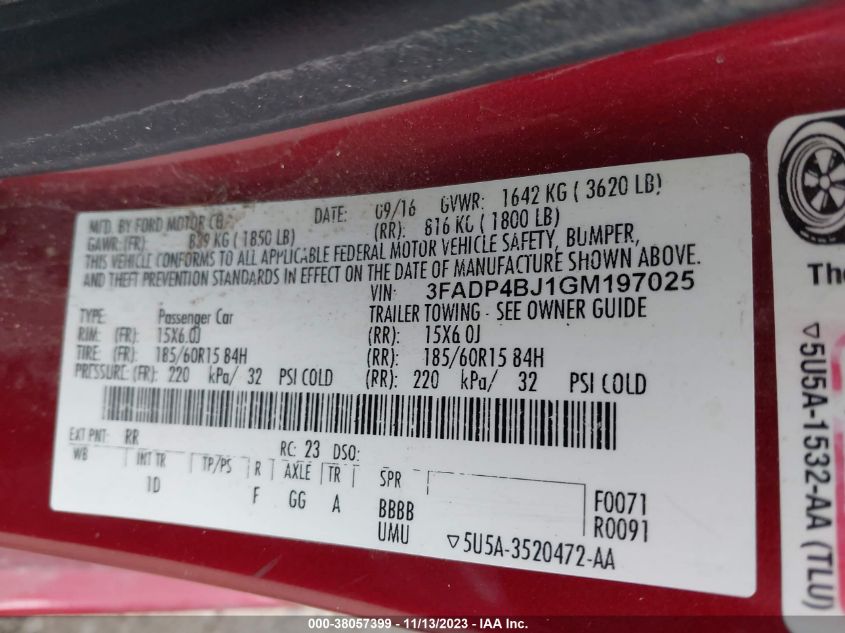 MFD. BY FORD MOTOR CO. DATE: 09/16 GVWR: 1642 KG ( 3620 LB)
GAWR: (FR): 839 KG ( 1850 LB) (RR): 816 KG ( 1800 LB)
THIS VEHICLE CONFORMS TO ALL APPLICABLE FEDERAL MOTOR VEHICLE SAFETY, BUMPER,
AND THEFT PREVENTION STANDARDS IN EFFECT ON THE DATE OF MANUFACTURE SHOWN ABOVE.
VIN: 3FADP4BJ1GM197025
TYPE: Passenger Car TRAILER TOWING - SEE OWNER GUIDE
RIM: (FR): 15X6.0J (RR): 15X6.0J
TIRE: (FR): 185/60R15 84H (RR): 185/60R15 84H
PRESSURE: (FR): 220 kPa/ 32 PSI COLD (RR): 220 kPa/ 32 PSI COLD
EXT PNT: RR RC: 23 DSO:
WB INT TR TP/PS R AXLE TR SPR
1D F GG A BBBB F0071
UMU R0091
▽5U5A-3520472-AA
The
▽5U5A-1532-AA (TLU)
000-38057399 - 11/13/2023 - IAA Inc.